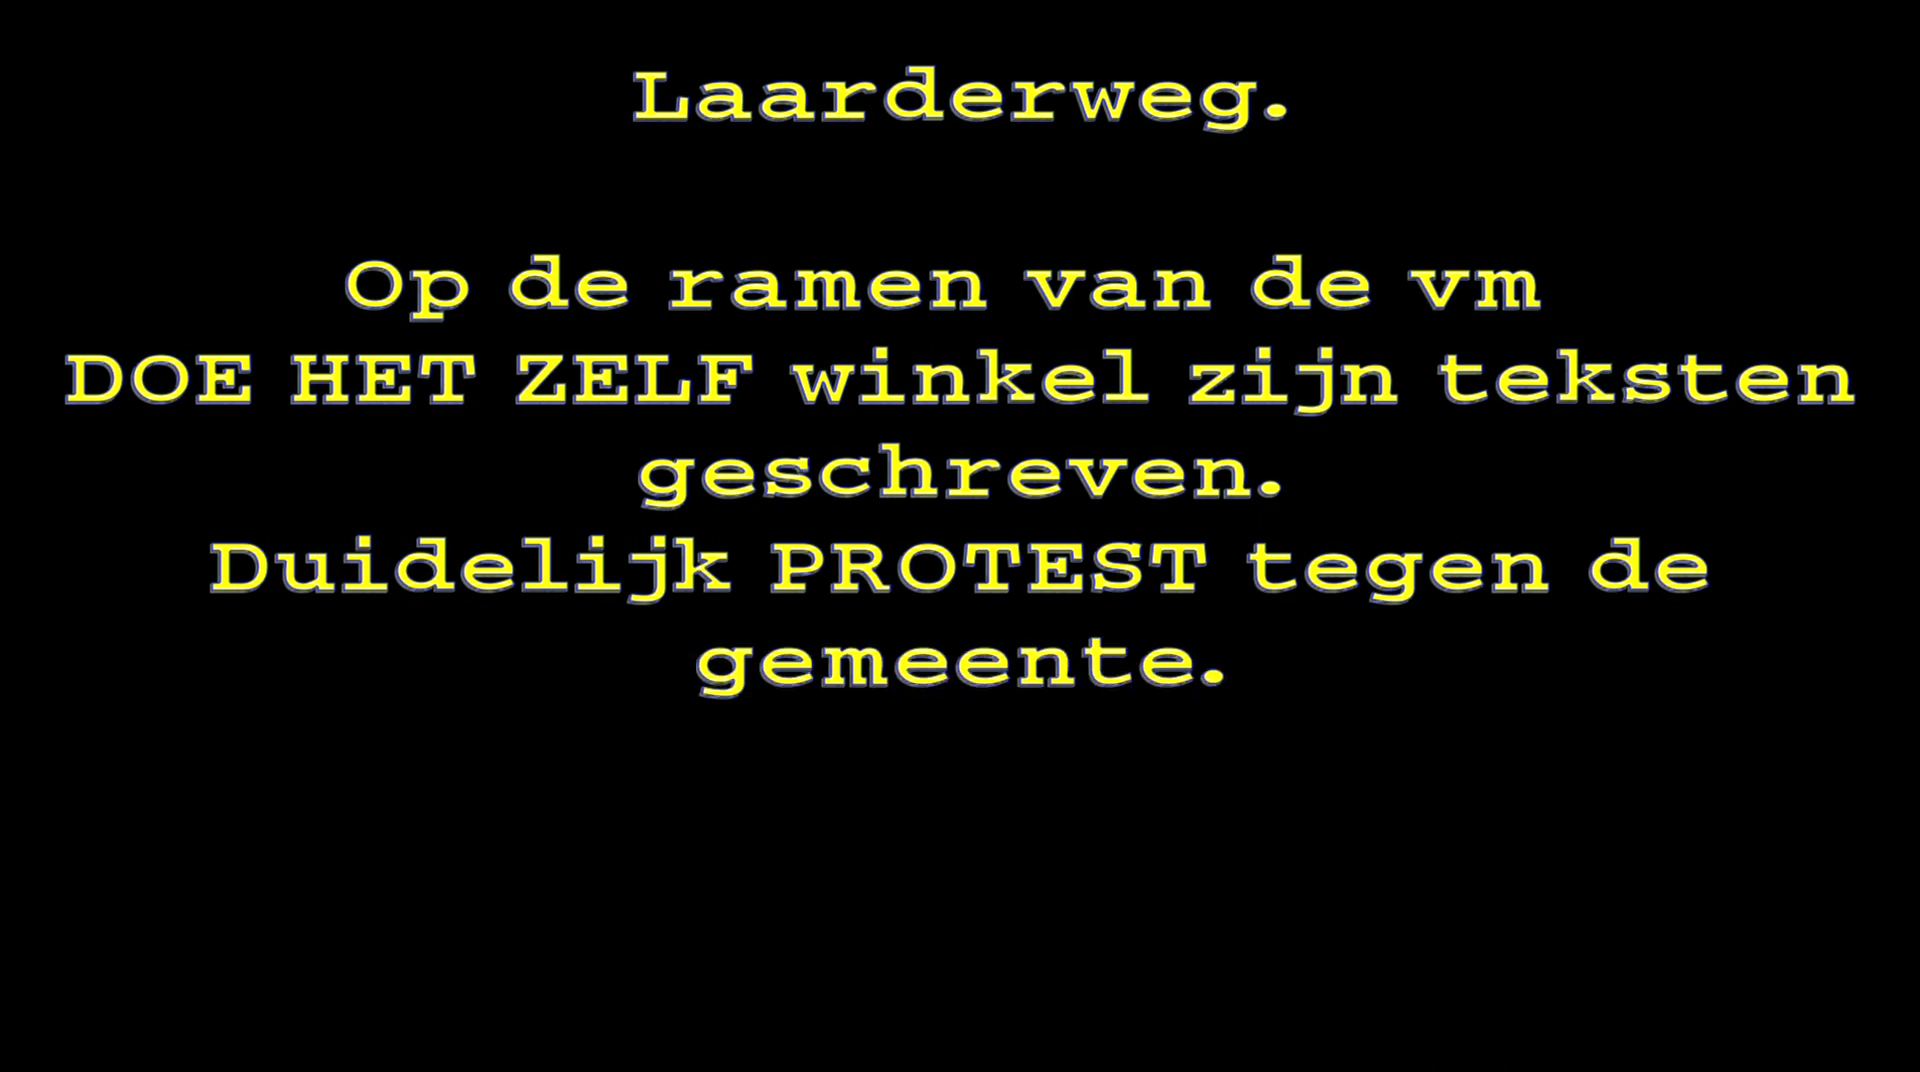 Laarderweg.
Op de ramen van de vm
DOE HET ZELF winkel zijn teksten
geschreven.
Duidelijk PROTEST tegen de
gemeente.